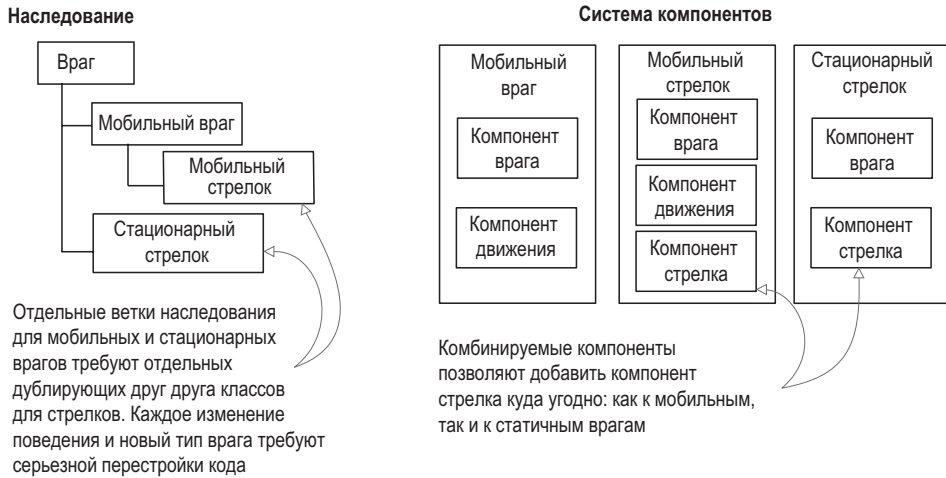 Наследование
Враг
Мобильный враг
Мобильный
стрелок
Стационарный
стрелок
Отдельные ветки наследования
для мобильных и стационарных
врагов требуют отдельных
дублирующих друг друга классов
для стрелков. Каждое изменение
поведения и новый тип врага требуют
серьезной перестройки кода
Система компонентов
Мобильный
враг
Компонент
врага
Компонент
движения
Мобильный
стрелок
Компонент
врага
Компонент
движения
Компонент
стрелка
Стационарный
стрелок
Компонент
врага
Компонент
стрелка
Комбинируемые компоненты
позволяют добавить компонент
стрелка куда угодно: как к мобильным,
так и к статичным врагам